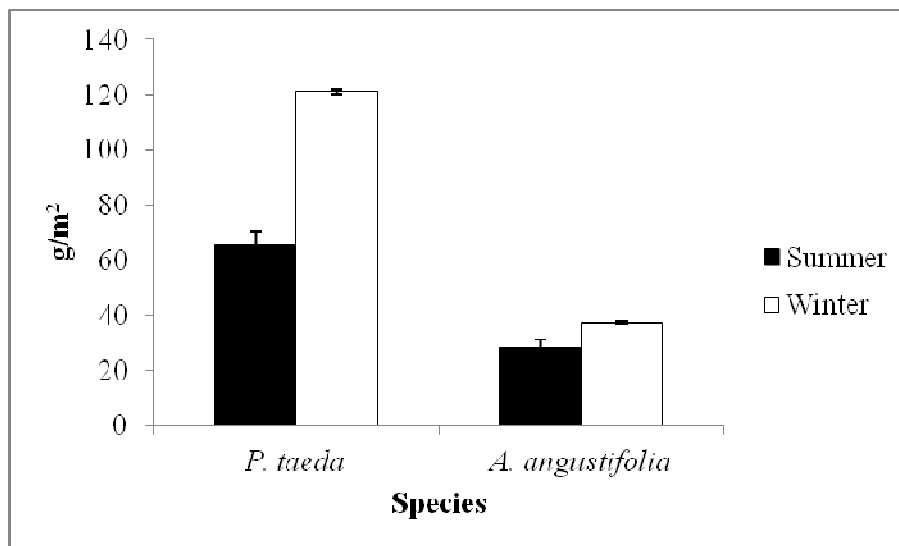 140
120
100
80
60
40
20
0
g/m²
P. taeda
A. angustifolia
Species
Summer
Winter